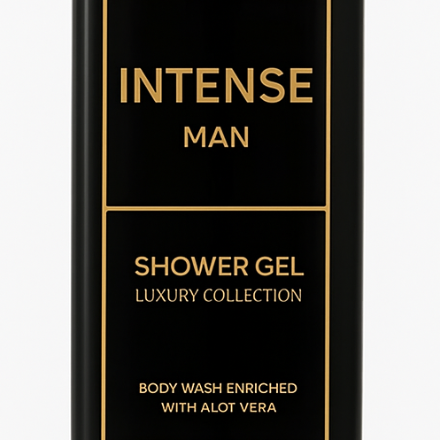 INTENSE
MAN
SHOWER GEL
LUXURY COLLECTION
BODY WASH ENRICHED
WITH ALOT VERA